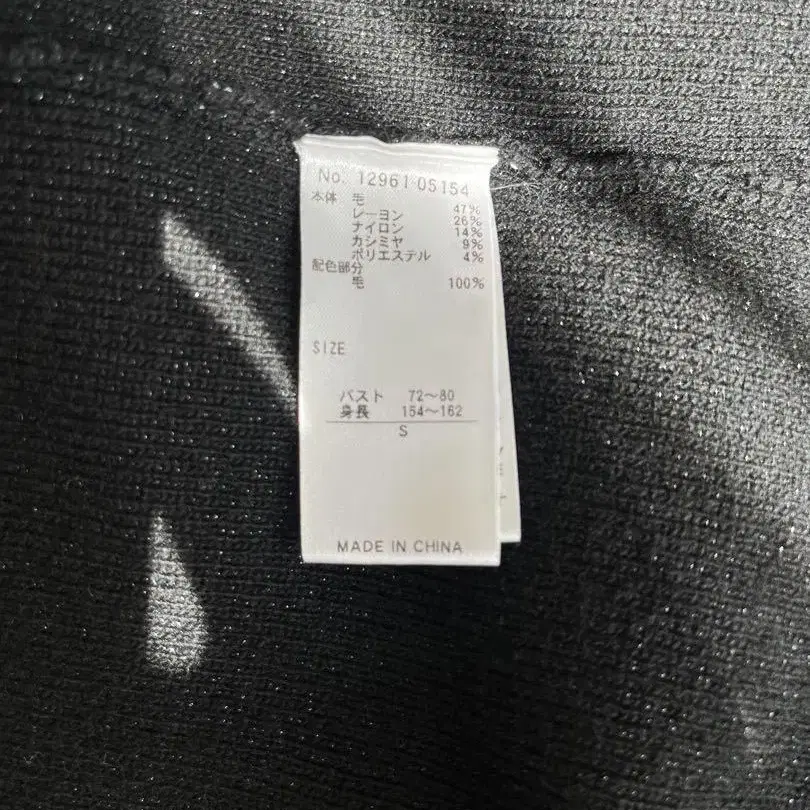 No. 12961 05154
本体 毛 47%
レーヨン 26%
ナイロン 14%
カシミヤ 9%
ポリエステル 4%
配色部分
毛 100%
SIZE
バスト 72～80
身長 154～162
S
MADE IN CHINA